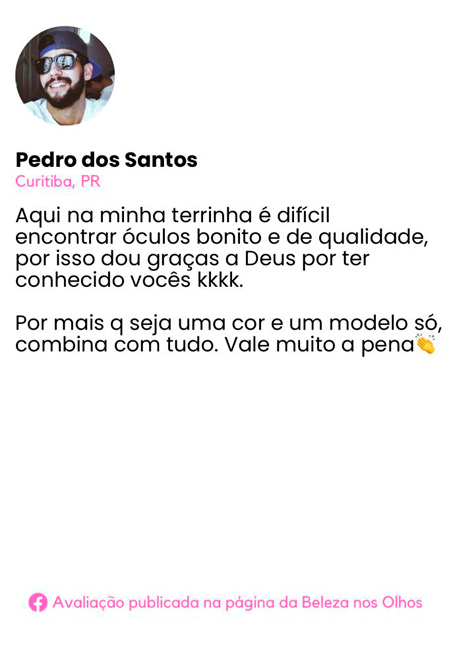 Pedro dos Santos
Curitiba, PR
Aqui na minha terrinha é difícil
encontrar óculos bonito e de qualidade,
por isso dou graças a Deus por ter
conhecido vocês kkkk.
Por mais q seja uma cor e um modelo só,
combina com tudo. Vale muito a pena👏
Avaliação publicada na página da Beleza nos Olhos